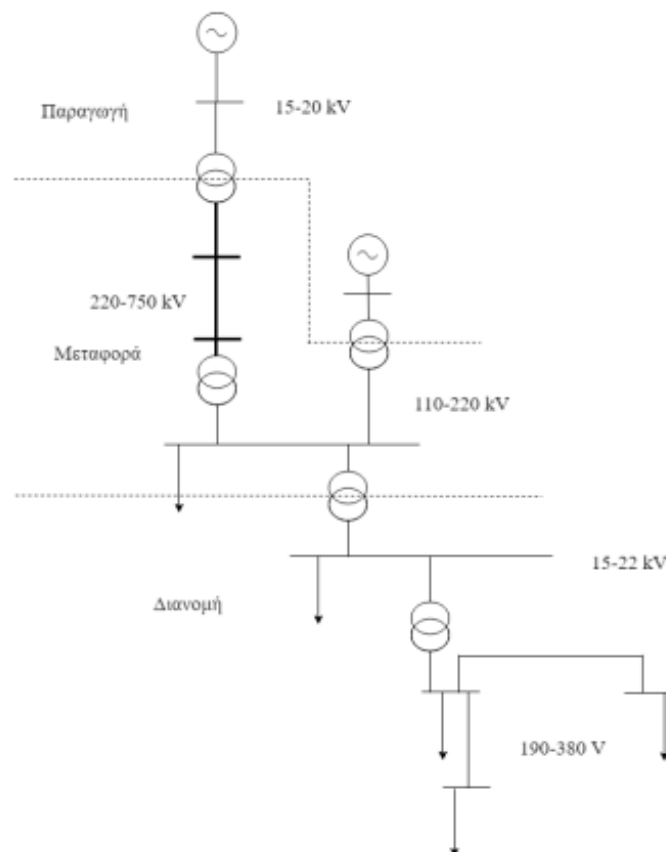 15-20 kV
Παραγωγή
220-750 kV
Μεταφορά
110-220 kV
15-22 kV
Διανομή
190-380 V